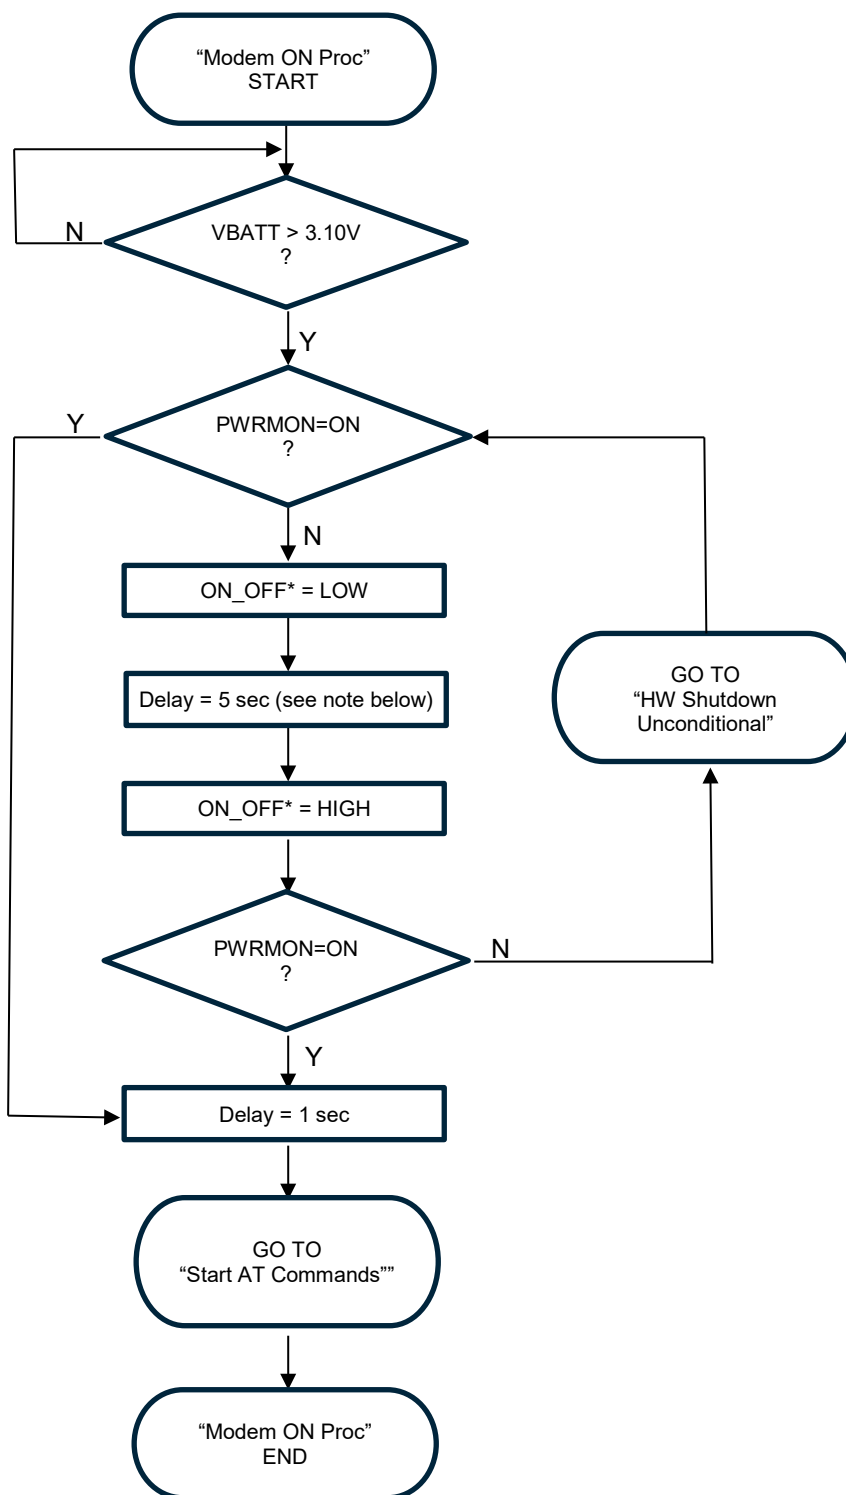 “Modem ON Proc”
START
VBATT > 3.10V
?
N
Y
PWRMON=ON
?
Y
N
ON_OFF* = LOW
Delay = 5 sec (see note below)
GO TO
“HW Shutdown
Unconditional”
ON_OFF* = HIGH
PWRMON=ON
?
N
Y
Delay = 1 sec
GO TO
“Start AT Commands””
“Modem ON Proc”
END